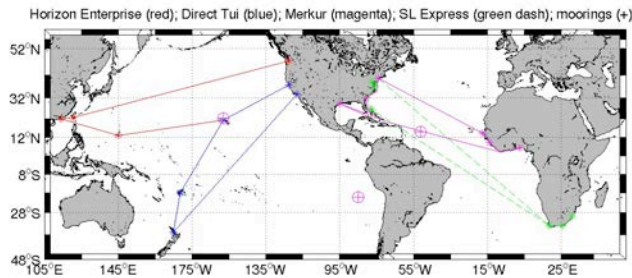 Horizon Enterprise (red); Direct Tui (blue); Merkur (magenta); SL Express (green dash); moorings (+)
52°N
32°N
12°N
8°S
28°S
48°S
105°E 145°E 175°W 135°W 95°W 55°W 15°W 25°E